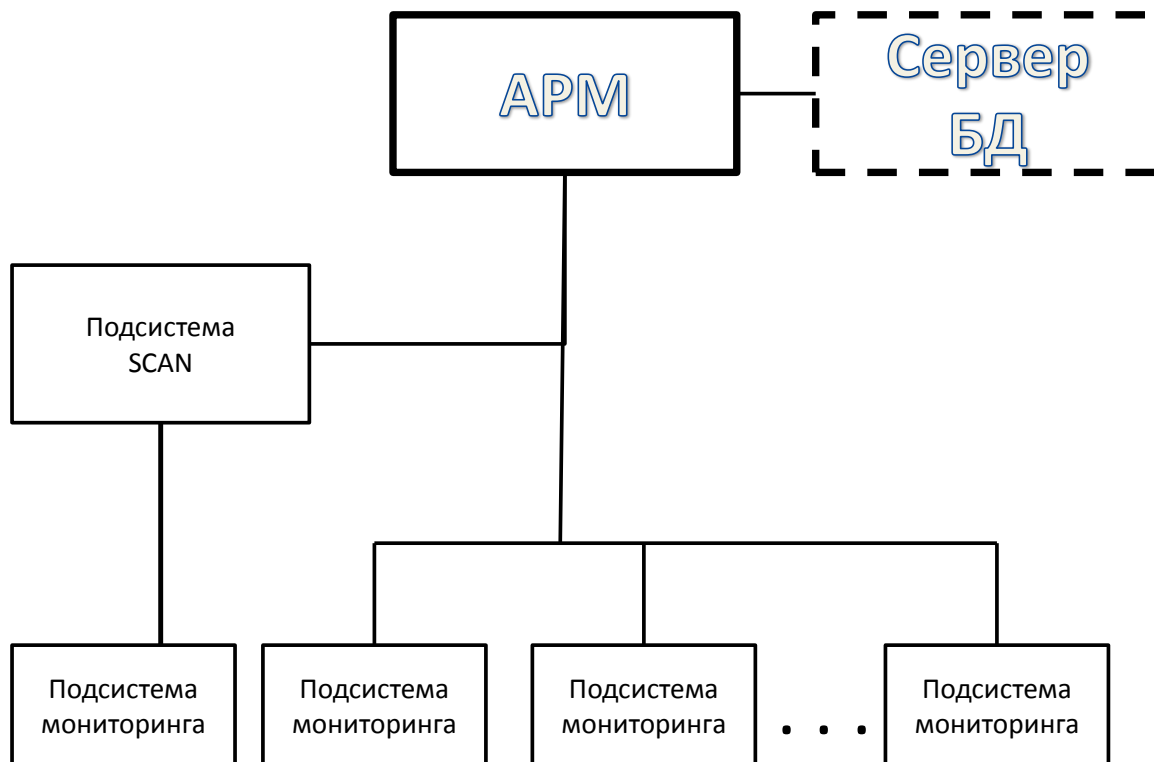 АРМ
Сервер
БД
Подсистема
SCAN
Подсистема
мониторинга
Подсистема
мониторинга
Подсистема
мониторинга
. . .
Подсистема
мониторинга